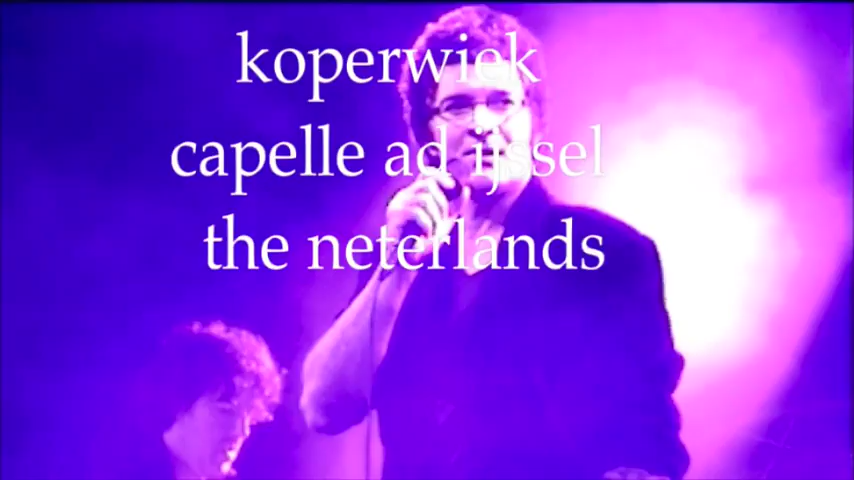 koperwiek
capelle ad ijssel
the neterlands